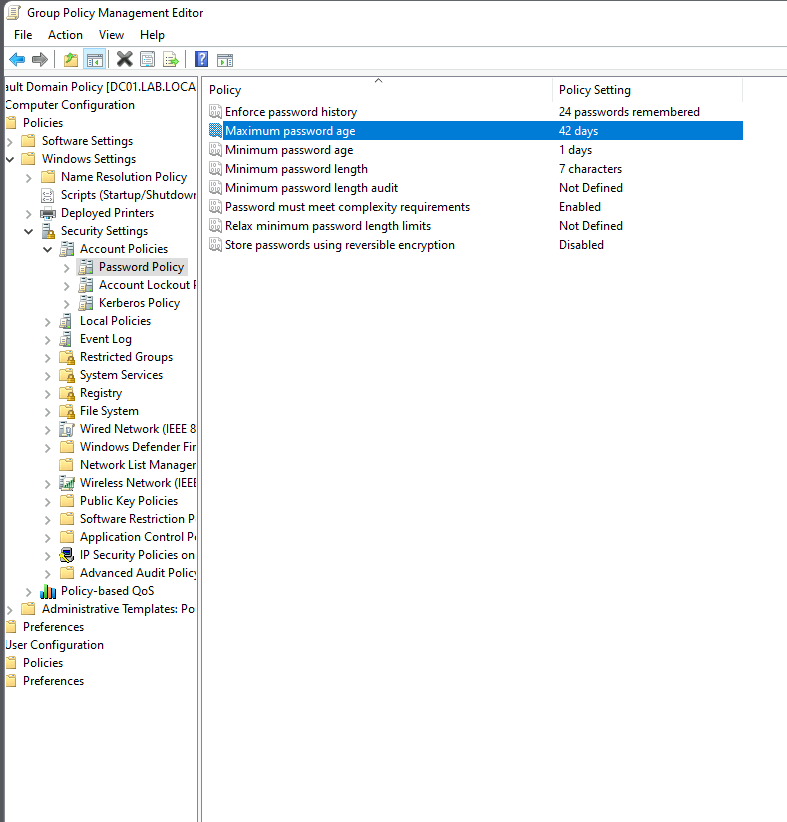 Group Policy Management Editor
File Action View Help
ault Domain Policy [DC01.LAB.LOCA
Computer Configuration
Policies
Software Settings
Windows Settings
Name Resolution Policy
Scripts (Startup/Shutdown
Deployed Printers
Security Settings
Account Policies
Password Policy
Account Lockout P
Kerberos Policy
Local Policies
Event Log
Restricted Groups
System Services
Registry
File System
Wired Network (IEEE 8
Windows Defender Fir
Network List Manager
Wireless Network (IEEE
Public Key Policies
Software Restriction P
Application Control Po
IP Security Policies on
Advanced Audit Policy
Policy-based QoS
Administrative Templates: Po
Preferences
User Configuration
Policies
Preferences
Policy Policy Setting
Enforce password history 24 passwords remembered
Maximum password age 42 days
Minimum password age 1 days
Minimum password length 7 characters
Minimum password length audit Not Defined
Password must meet complexity requirements Enabled
Relax minimum password length limits Not Defined
Store passwords using reversible encryption Disabled